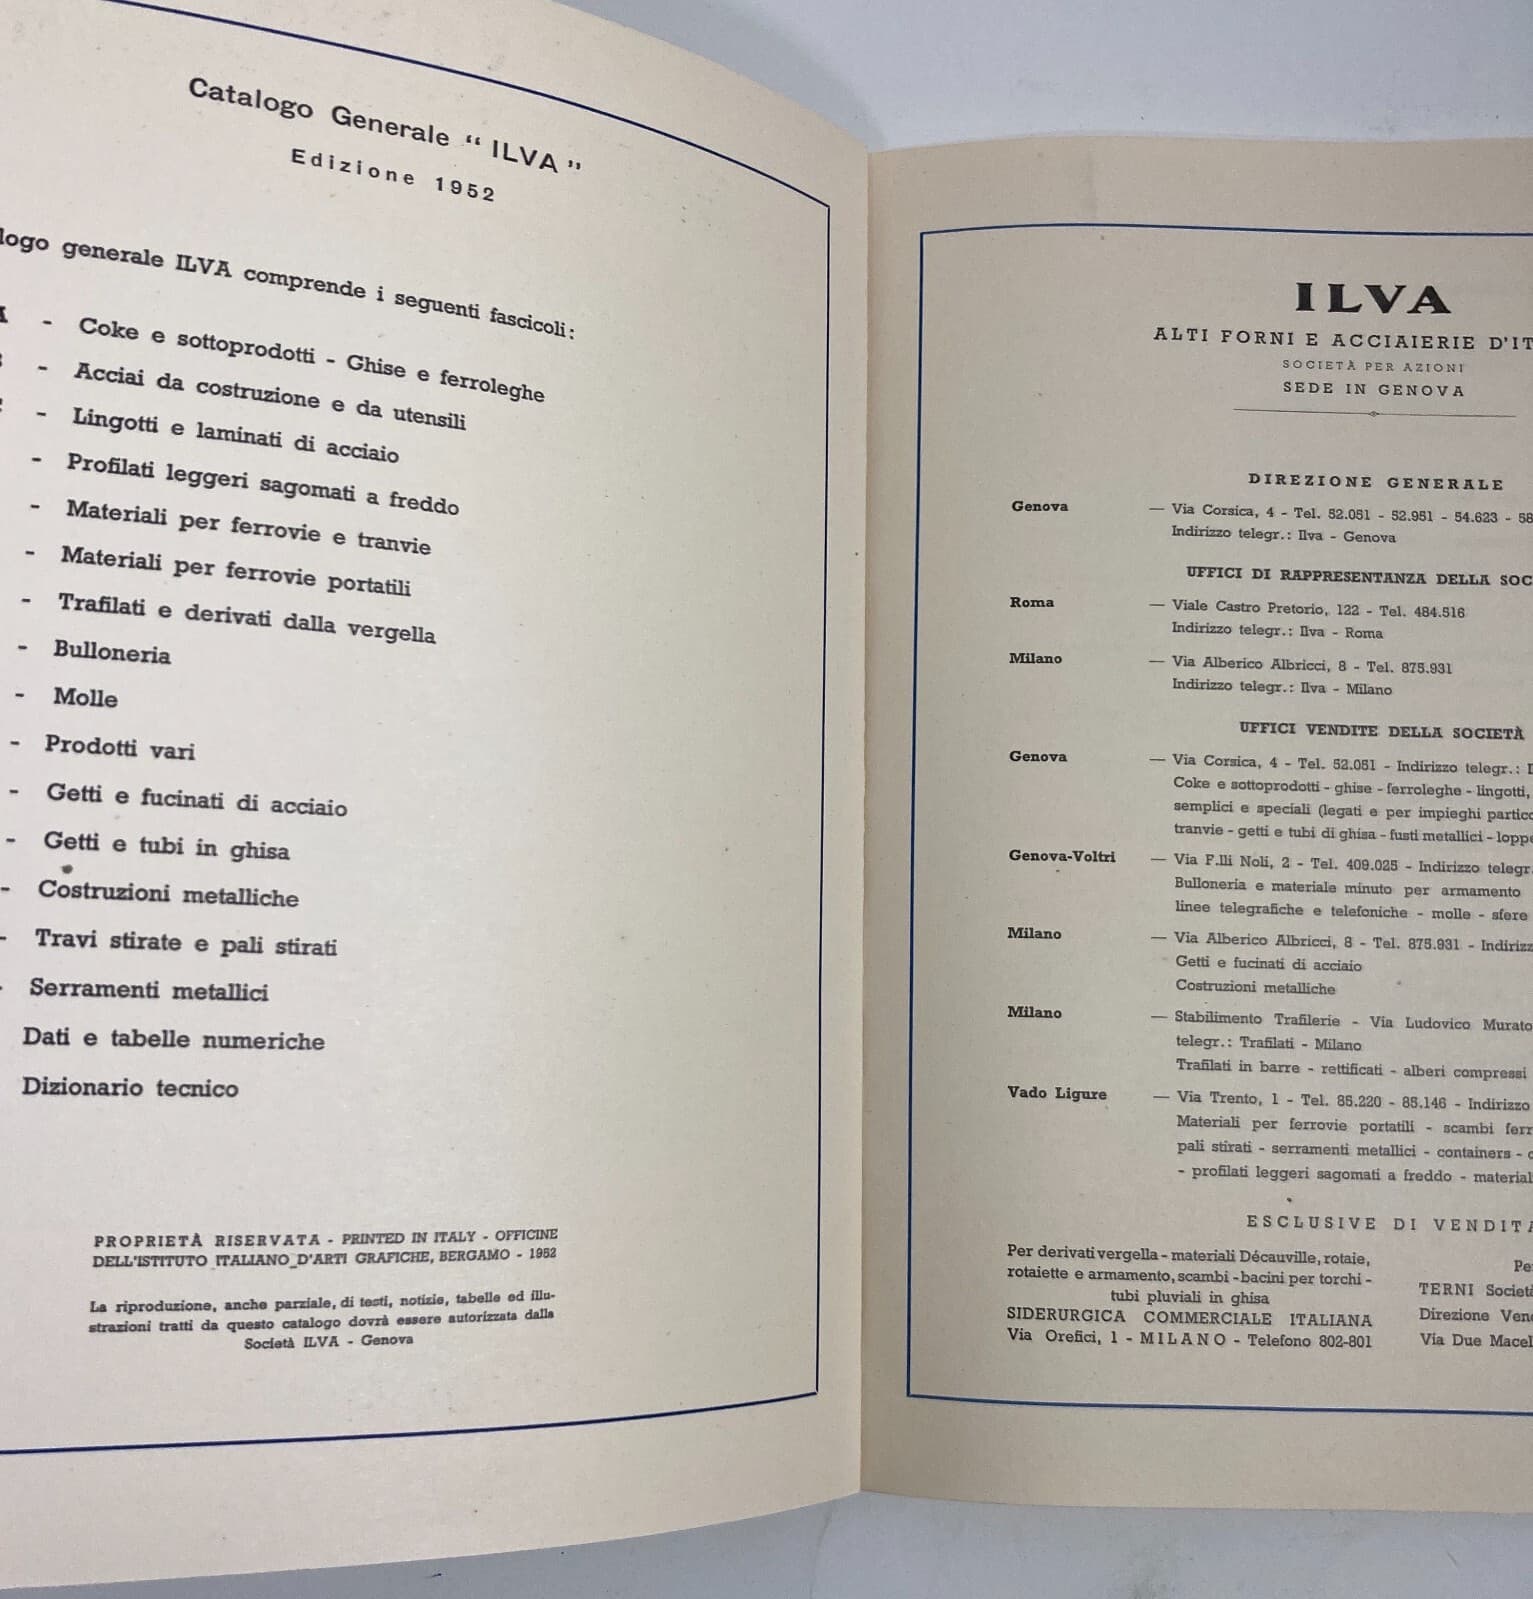 Catalogo Generale “ ILVA ”
Edizione 1952
generale ILVA comprende i seguenti fascicoli:
- Coke e sottoprodotti - Ghise e ferroleghe
- Acciai da costruzione e da utensili
- Lingotti e laminati di acciaio
- Profilati leggeri sagomati a freddo
- Materiali per ferrovie e tranvie
- Materiali per ferrovie portatili
- Trafilati e derivati dalla vergella
- Bulloneria
- Molle
- Prodotti vari
- Getti e fucinati di acciaio
- Getti e tubi in ghisa
- Costruzioni metalliche
- Travi stirate e pali stirati
- Serramenti metallici
Dati e tabelle numeriche
Dizionario tecnico
PROPRIETÀ RISERVATA - PRINTED IN ITALY - OFFICINE
DELL'ISTITUTO ITALIANO D'ARTI GRAFICHE, BERGAMO - 1952
La riproduzione, anche parziale, di testi, notizie, tabelle ed illu-
strazioni tratti da questo catalogo dovrà essere autorizzata dalla
Società ILVA - Genova
ILVA
ALTI FORNI E ACCIAIERIE
SOCIETÀ PER AZIONI
SEDE IN GENOVA
DIREZIONE GENERALE
Genova — Via Corsica, 4 - Tel. 52.051 - 52.951 - 54.623 -
Indirizzo telegr.: Ilva - Genova
UFFICI DI RAPPRESENTANZA DELLA
Roma — Viale Castro Pretorio, 122 - Tel. 484.516
Indirizzo telegr.: Ilva - Roma
Milano — Via Alberico Albricci, 8 - Tel. 875.931
Indirizzo telegr.: Ilva - Milano
UFFICI VENDITE DELLA SOCIETÀ
Genova — Via Corsica, 4 - Tel. 52.051 - Indirizzo telegr.:
Coke e sottoprodotti - ghise - ferroleghe - lingotti,
semplici e speciali (legati e per impieghi
tranvie - getti e tubi di ghisa - fusti metallici -
Genova-Voltri — Via F.lli Noli, 2 - Tel. 409.025 - Indirizzo telegr.
Bulloneria e materiale minuto per armamento
linee telegrafiche e telefoniche - molle - sfere
Milano — Via Alberico Albricci, 8 - Tel. 875.931 -
Getti e fucinati di acciaio
Costruzioni metalliche
Milano — Stabilimento Trafilerie - Via Ludovico
telegr.: Trafilati - Milano
Trafilati in barre - rettificati - alberi compressi
Vado Ligure — Via Trento, 1 - Tel. 85.220 - 85.146 - Indirizzo
Materiali per ferrovie portatili - scambi
pali stirati - serramenti metallici - containers -
- profilati leggeri sagomati a freddo -
ESCLUSIVE DI VENDITA
Per derivati vergella - materiali Décauville, rotaie,
rotaiette e armamento, scambi - bacini per torchi -
tubi pluviali in ghisa
SIDERURGICA COMMERCIALE ITALIANA
Via Orefici, 1 - MILANO - Telefono 802-801
TERNI
Direzione
Via Due